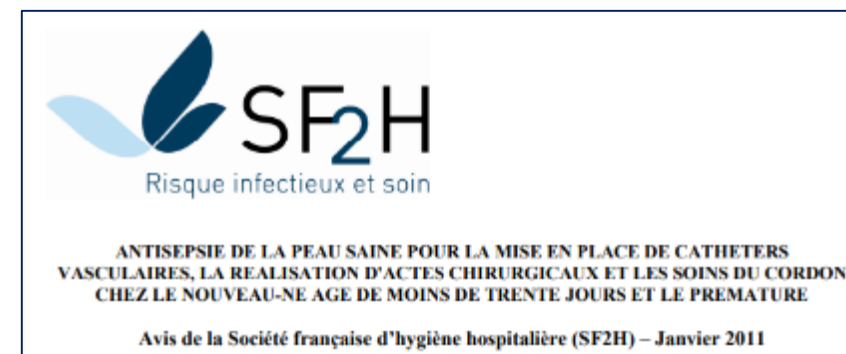 SF2H
Risque infectieux et soin
ANTISEPSIE DE LA PEAU SAINE POUR LA MISE EN PLACE DE CATHETERS
VASCULAIRES, LA REALISATION D'ACTES CHIRURGICAUX ET LES SOINS DU CORDON
CHEZ LE NOUVEAU-NE AGE DE MOINS DE TRENTE JOURS ET LE PREMATURE
Avis de la Société française d'hygiène hospitalière (SF2H) – Janvier 2011